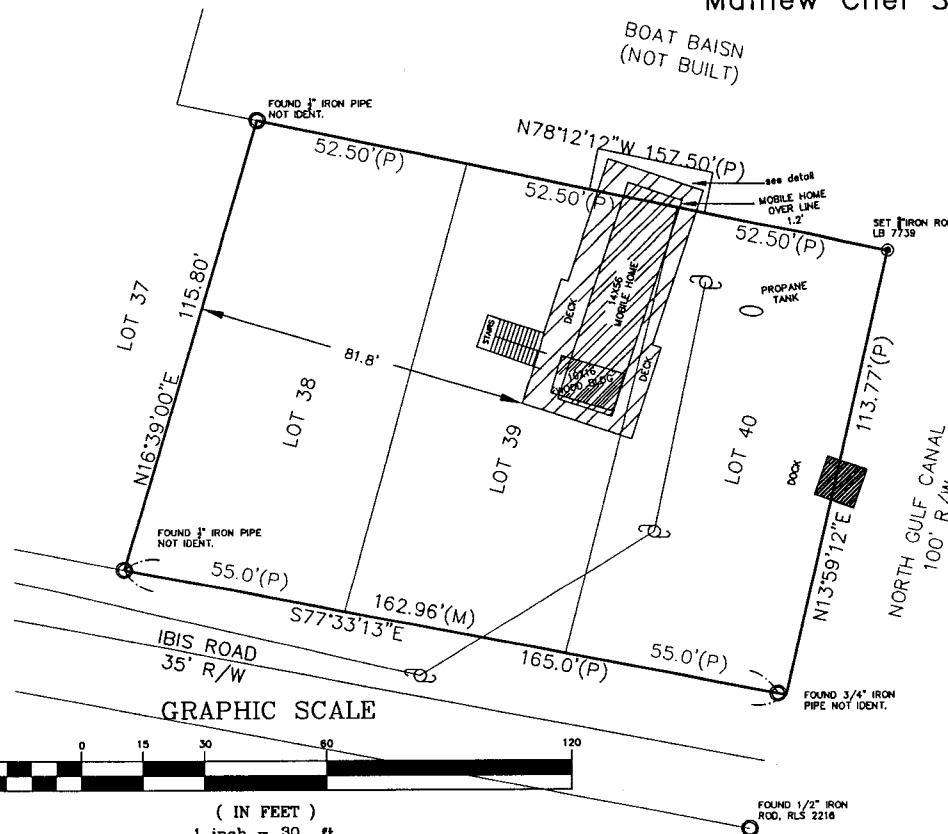 BOAT BAISN
(NOT BUILT)
FOUND ½" IRON PIPE
NOT IDENT.
N78°12'12"W 157.50'(P)
52.50'(P)
52.50'(P)
52.50'(P)
see detail
MOBILE HOME
OVER LINE
1.2'
LB 7739
PROPANE
TANK
LOT 37
115.80'
N16°39'00"E
81.8'
LOT 38
LOT 39
LOT 40
STAIRS
DECK
14X56
MOBILE HOME
WOOD BLDG
DECK
DOCK
113.77'(P)
N13°59'12"E
NORTH GULF CANAL
100' R/W
FOUND ½" IRON PIPE
NOT IDENT.
55.0'(P)
162.96'(M)
S77°33'13"E
165.0'(P)
55.0'(P)
IBIS ROAD
35' R/W
FOUND 3/4" IRON
PIPE NOT IDENT.
GRAPHIC SCALE
0 15 30 60 120
( IN FEET )
1 inch = 30 ft.
FOUND 1/2" IRON
ROD, RLS 2216